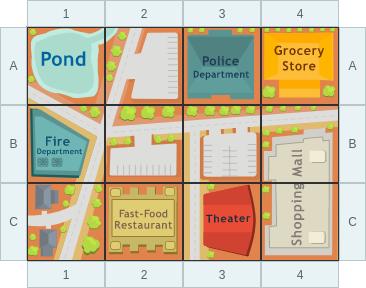 1 2 3 4
A Pond Police Department Grocery Store A
B Fire Department B
Shopping Mall
C Fast-Food Restaurant Theater C
1 2 3 4